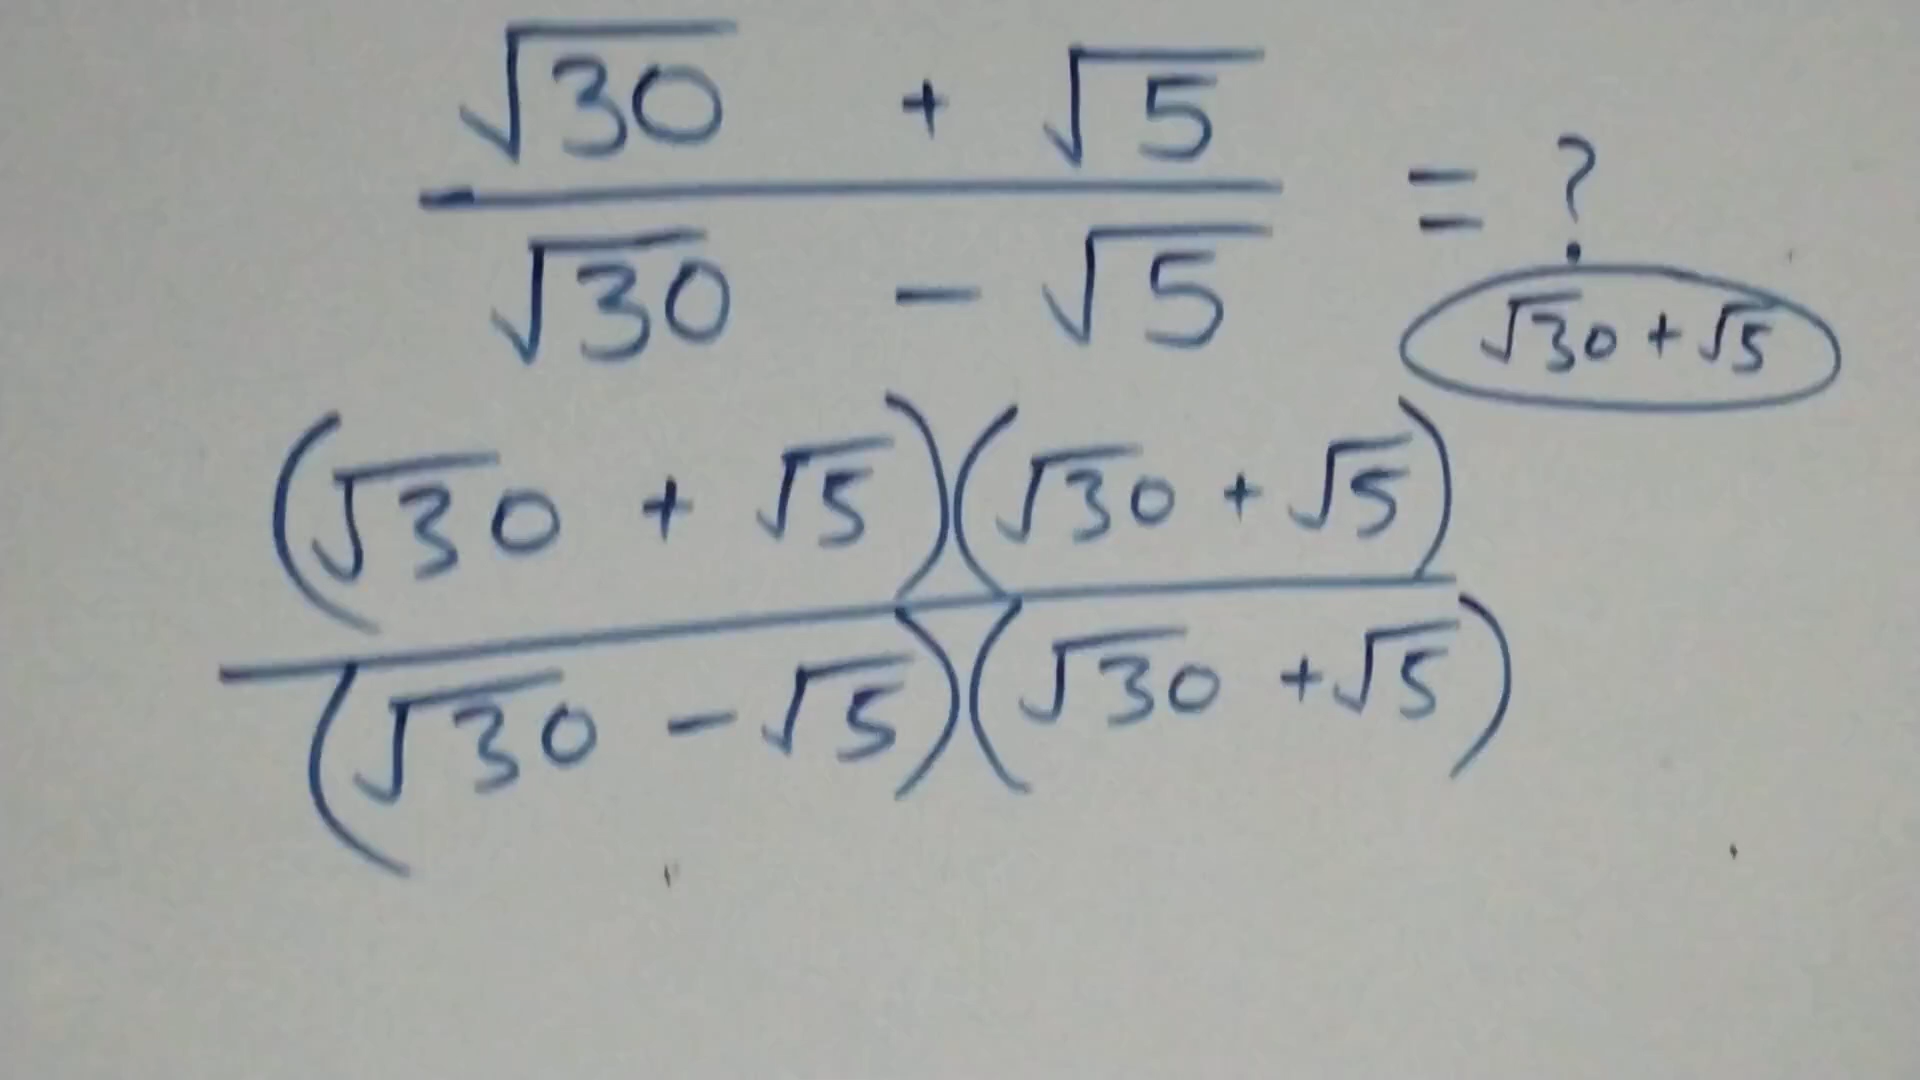 √30 + √5
√30 - √5
= ?
√30 + √5
(√30 + √5)(√30 + √5)
(√30 - √5)(√30 + √5)